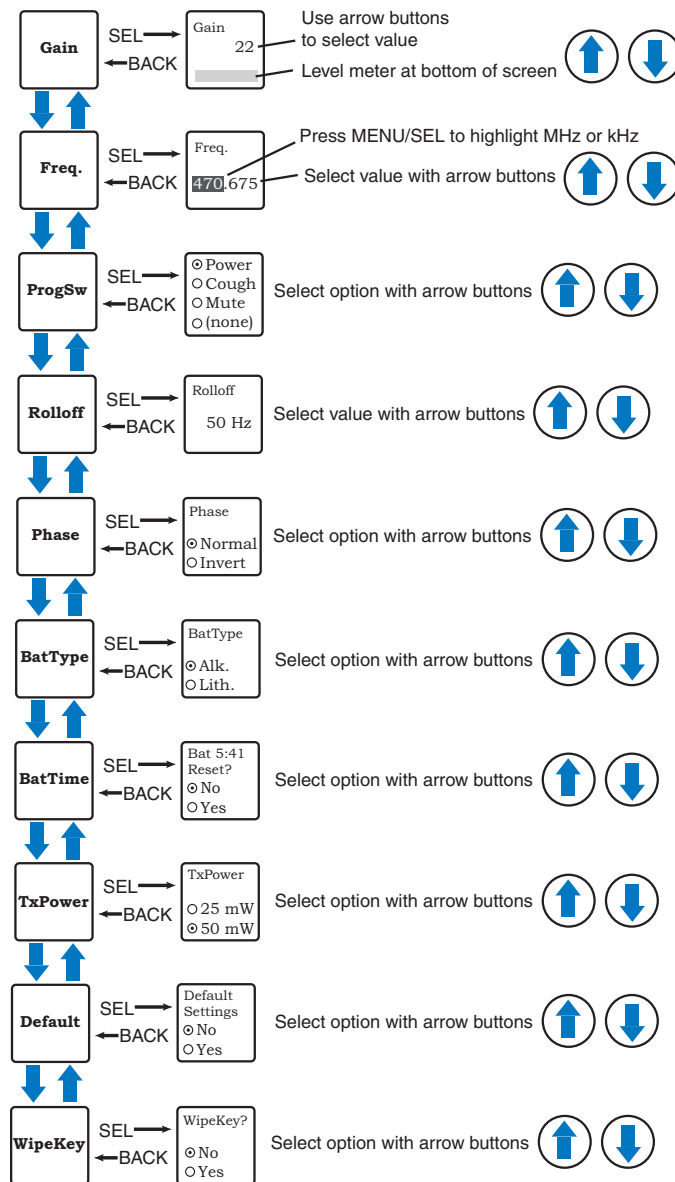 Gain
SEL
BACK
Gain
22
Use arrow buttons
to select value
Level meter at bottom of screen
Freq.
SEL
BACK
Freq.
470.675
Press MENU/SEL to highlight MHz or kHz
Select value with arrow buttons
ProgSw
SEL
BACK
Power
Cough
Mute
(none)
Select option with arrow buttons
Rolloff
SEL
BACK
Rolloff
50 Hz
Select value with arrow buttons
Phase
SEL
BACK
Phase
Normal
Invert
Select option with arrow buttons
BatType
SEL
BACK
BatType
Alk.
Lith.
Select option with arrow buttons
BatTime
SEL
BACK
Bat 5:41
Reset?
No
Yes
Select option with arrow buttons
TxPower
SEL
BACK
TxPower
25 mW
50 mW
Select option with arrow buttons
Default
SEL
BACK
Default
Settings
No
Yes
Select option with arrow buttons
WipeKey
SEL
BACK
WipeKey?
No
Yes
Select option with arrow buttons